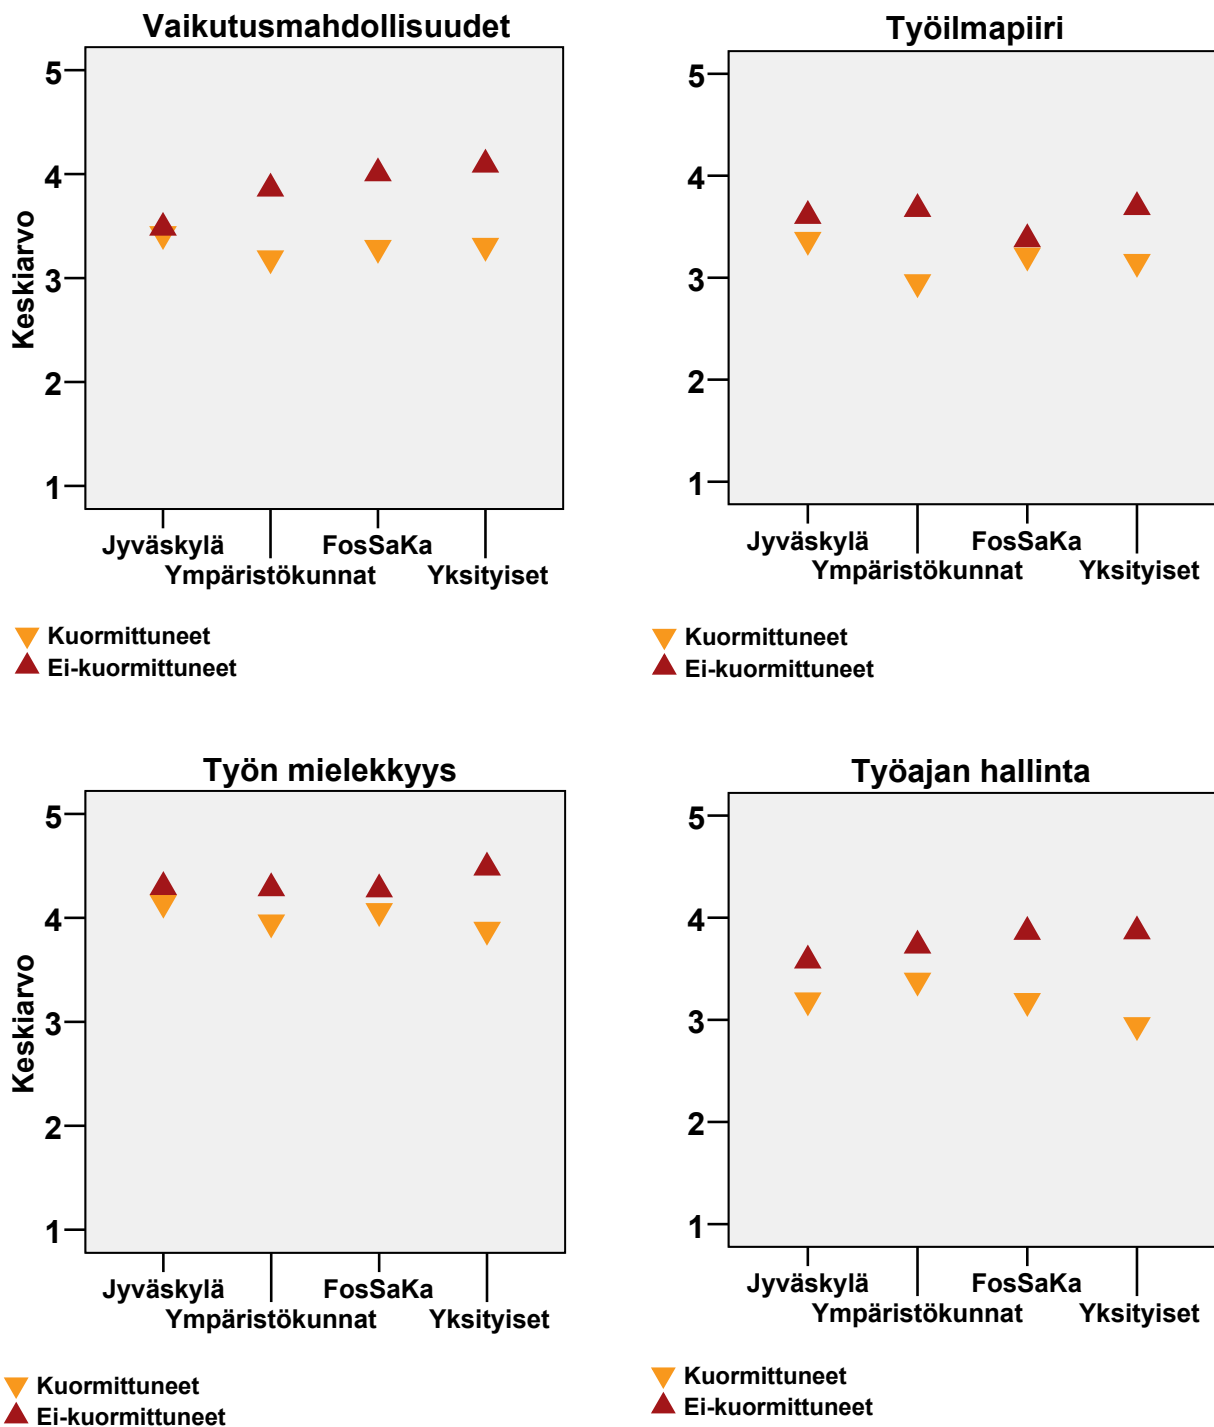 Vaikutusmahdollisuudet
5
4
3
2
1
Keskiarvo
Jyväskylä
FosSaKa
Ympäristökunnat
Yksityiset
Kuormittuneet
Ei-kuormittuneet
Työilmapiiri
5
4
3
2
1
Jyväskylä
FosSaKa
Ympäristökunnat
Yksityiset
Kuormittuneet
Ei-kuormittuneet
Työn mielekkyys
5
4
3
2
1
Keskiarvo
Jyväskylä
FosSaKa
Ympäristökunnat
Yksityiset
Kuormittuneet
Ei-kuormittuneet
Työajan hallinta
5
4
3
2
1
Jyväskylä
FosSaKa
Ympäristökunnat
Yksityiset
Kuormittuneet
Ei-kuormittuneet